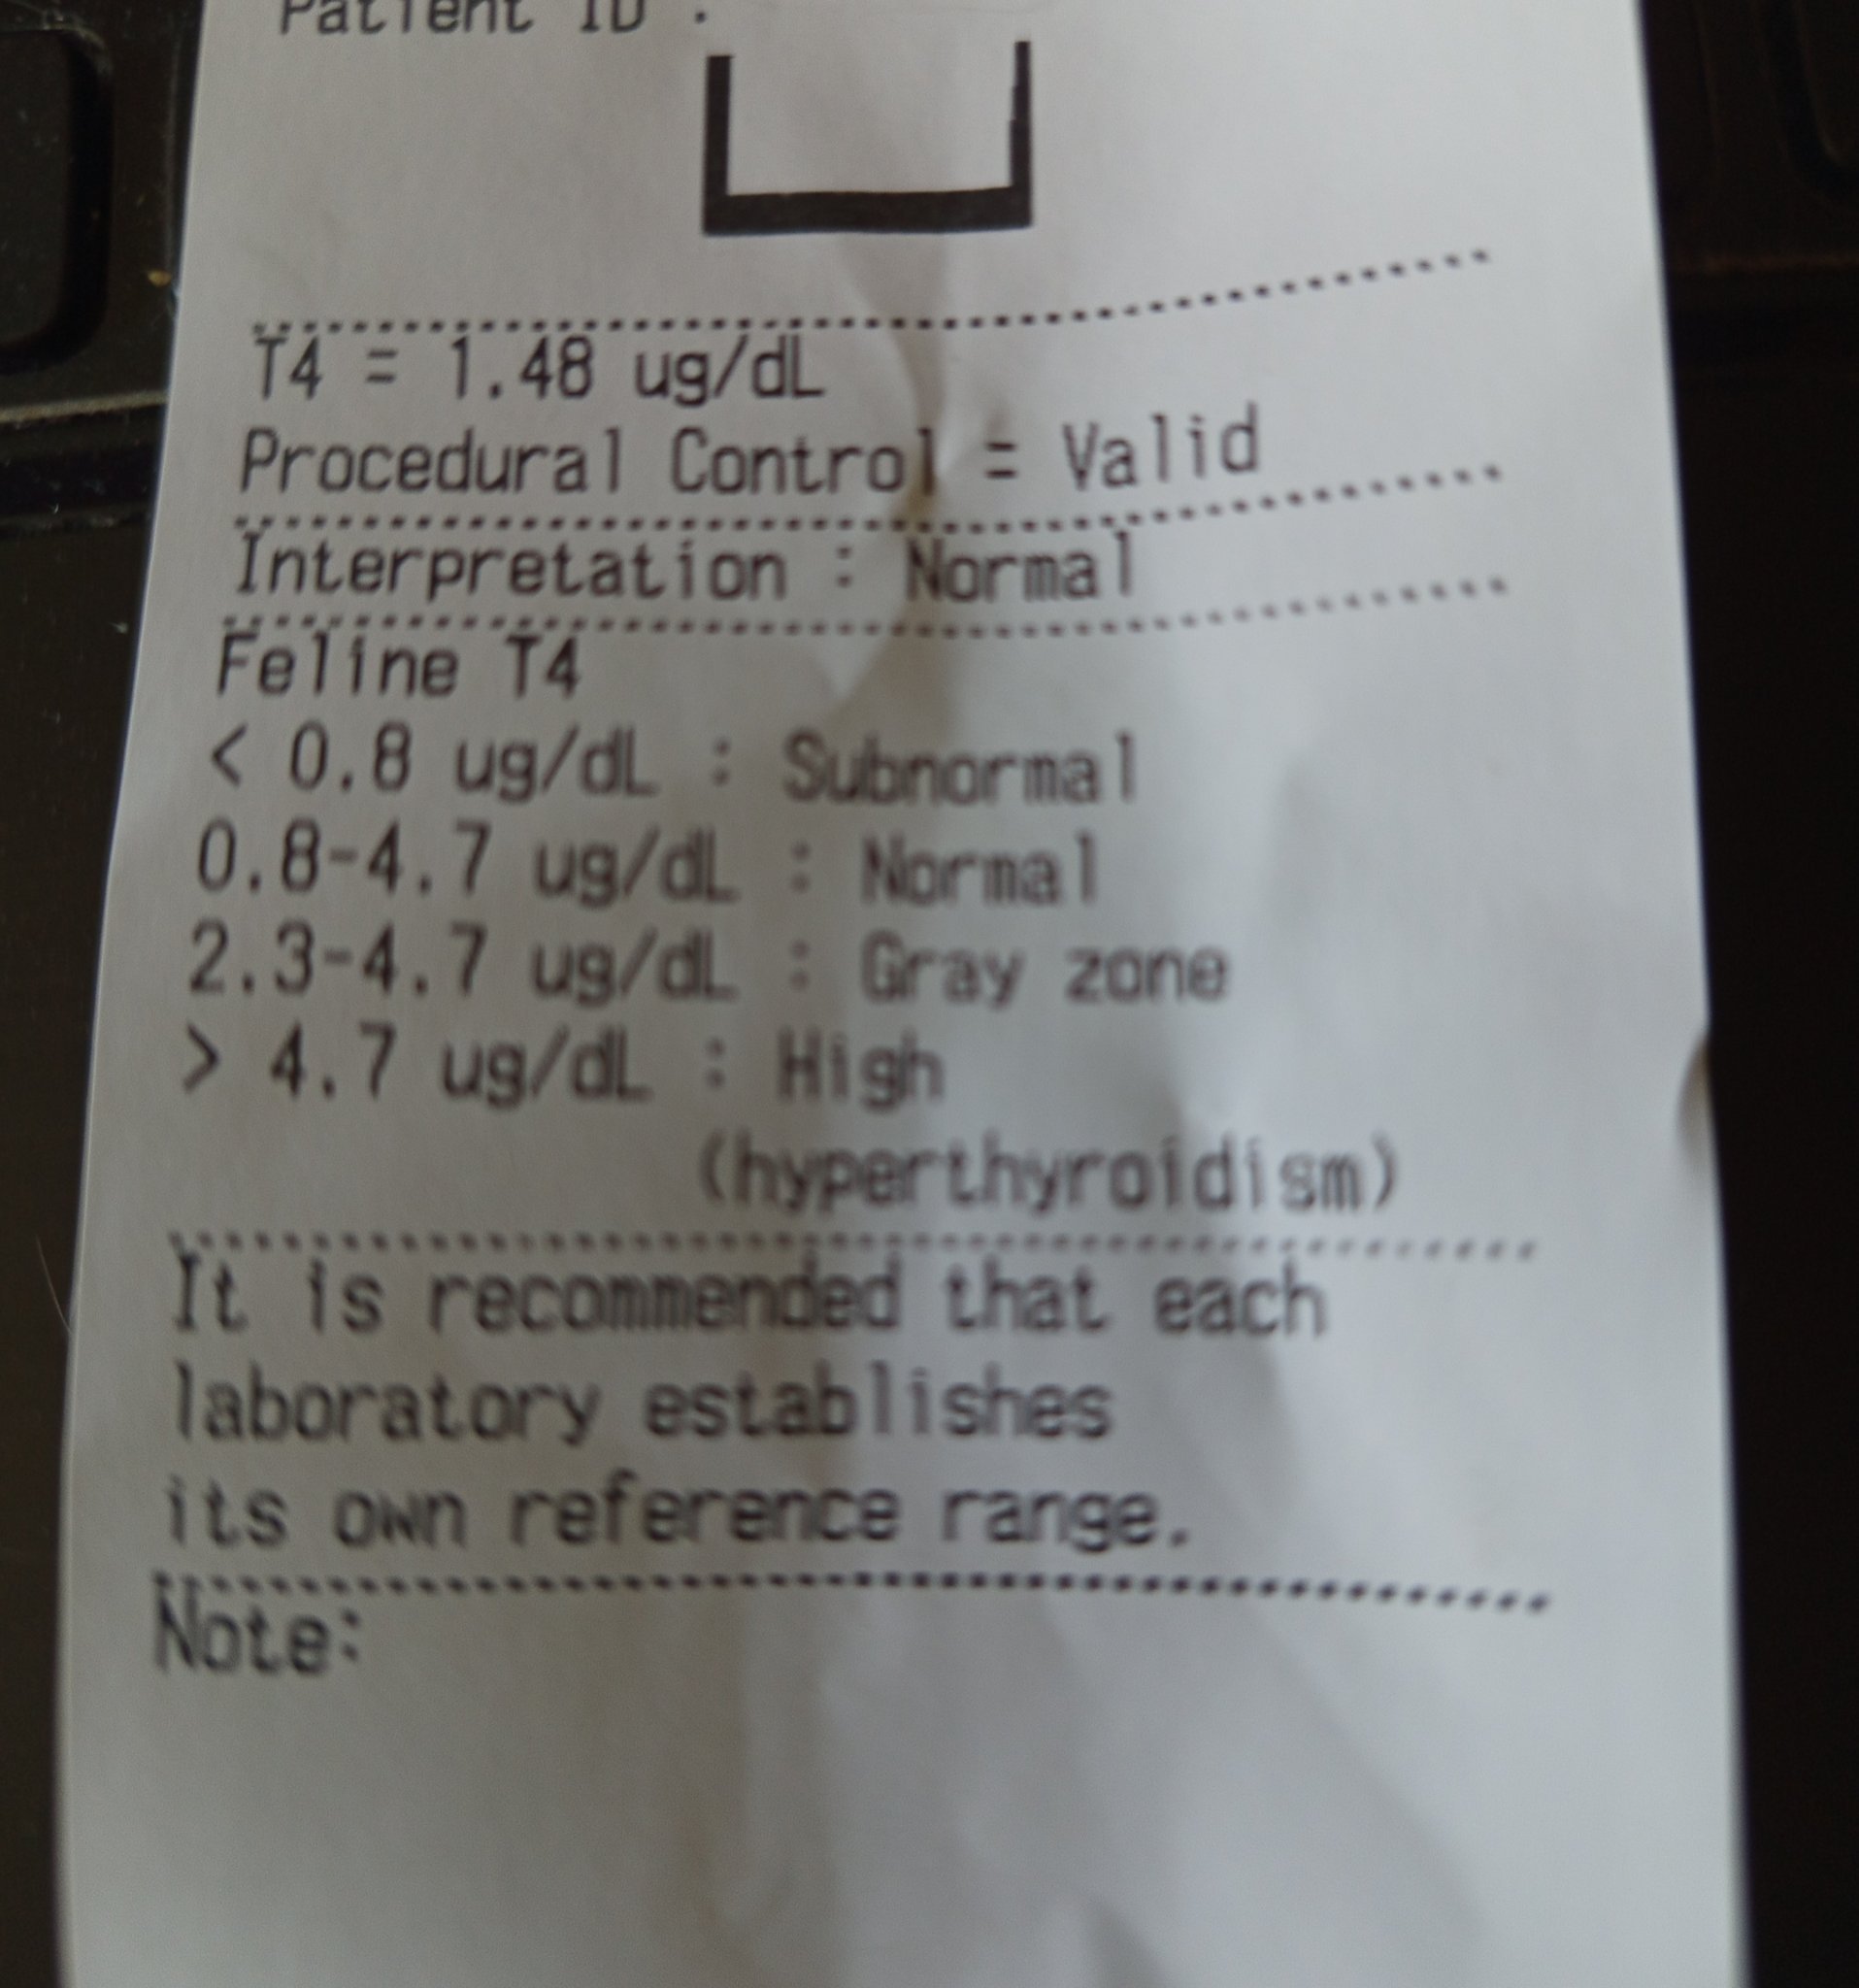 Patient ID :
T4 = 1.48 ug/dL
Procedural Control = Valid
Interpretation : Normal
Feline T4
< 0.8 ug/dL : Subnormal
0.8-4.7 ug/dL : Normal
2.3-4.7 ug/dL : Gray zone
> 4.7 ug/dL : High
(hyperthyroidism)
It is recommended that each
laboratory establishes
its own reference range.
Note: